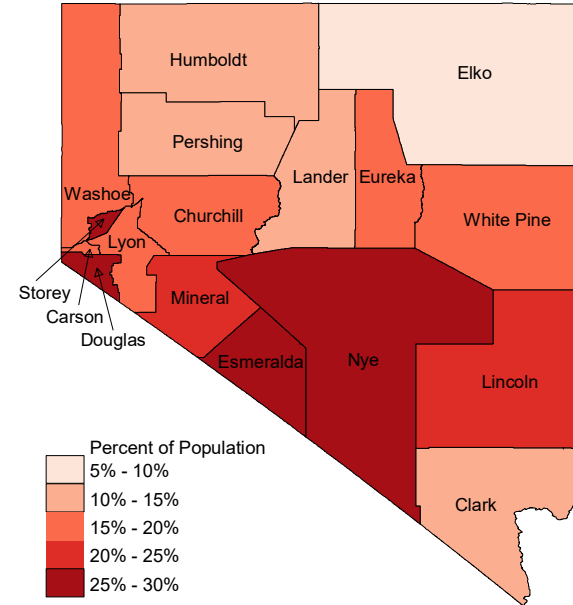 Humboldt
Elko
Pershing
Lander
Eureka
Washoe
Churchill
White Pine
Lyon
Storey
Carson
Douglas
Mineral
Esmeralda
Nye
Lincoln
Clark
Percent of Population
5% - 10%
10% - 15%
15% - 20%
20% - 25%
25% - 30%